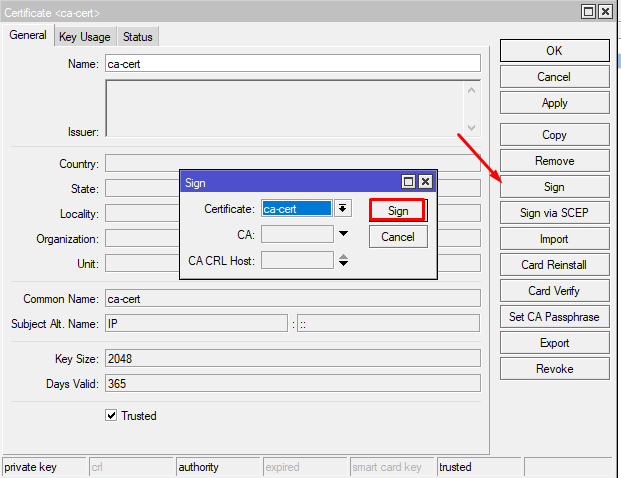 Certificate <ca-cert>
General Key Usage Status
Name: ca-cert
Issuer:
Country:
State:
Locality:
Organization:
Unit:
Common Name: ca-cert
Subject Alt. Name: IP : ::
Key Size: 2048
Days Valid: 365
Trusted
OK
Cancel
Apply
Copy
Remove
Sign
Sign via SCEP
Import
Card Reinstall
Card Verify
Set CA Passphrase
Export
Revoke
Sign
Certificate: ca-cert
CA:
CA CRL Host:
Sign
Cancel
private key crl authority expired smart card key trusted